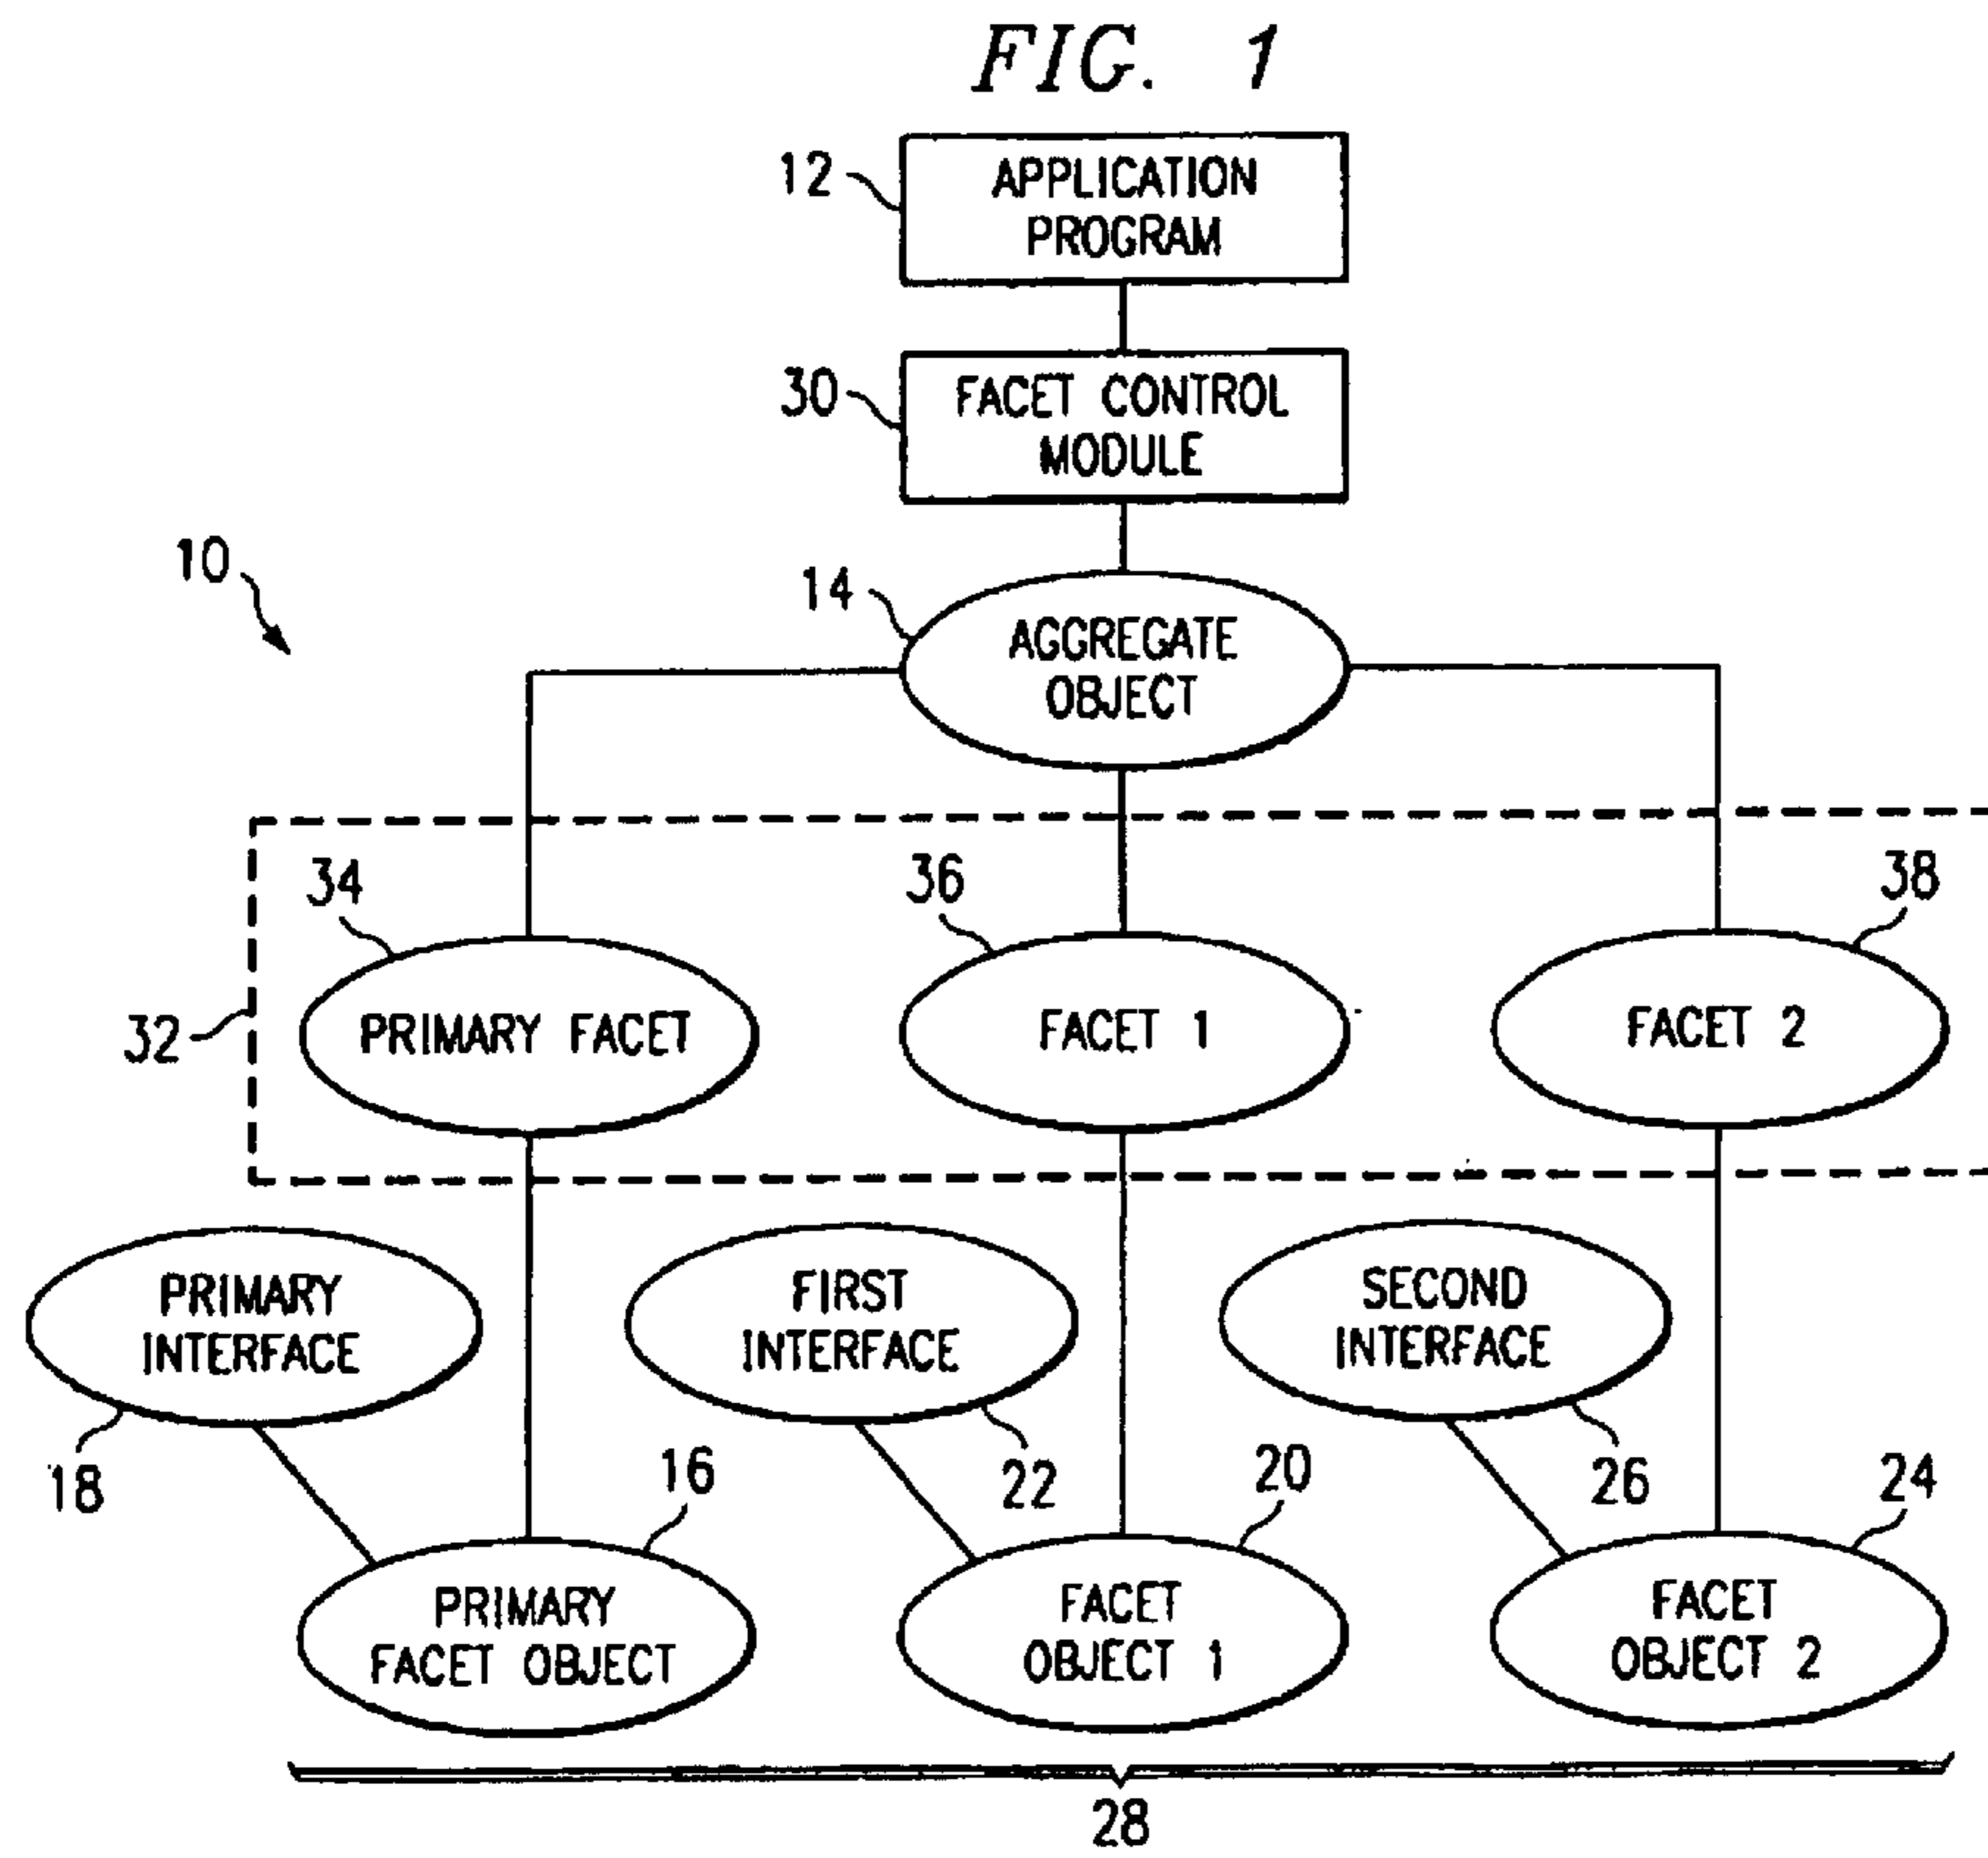 FIG. 1
12
APPLICATION
PROGRAM
30
FACET CONTROL
MODULE
10
14
AGGREGATE
OBJECT
34
36
38
32
PRIMARY FACET
FACET 1
FACET 2
PRIMARY
INTERFACE
FIRST
INTERFACE
SECOND
INTERFACE
18
16
22
20
26
24
PRIMARY
FACET OBJECT
FACET
OBJECT 1
FACET
OBJECT 2
28